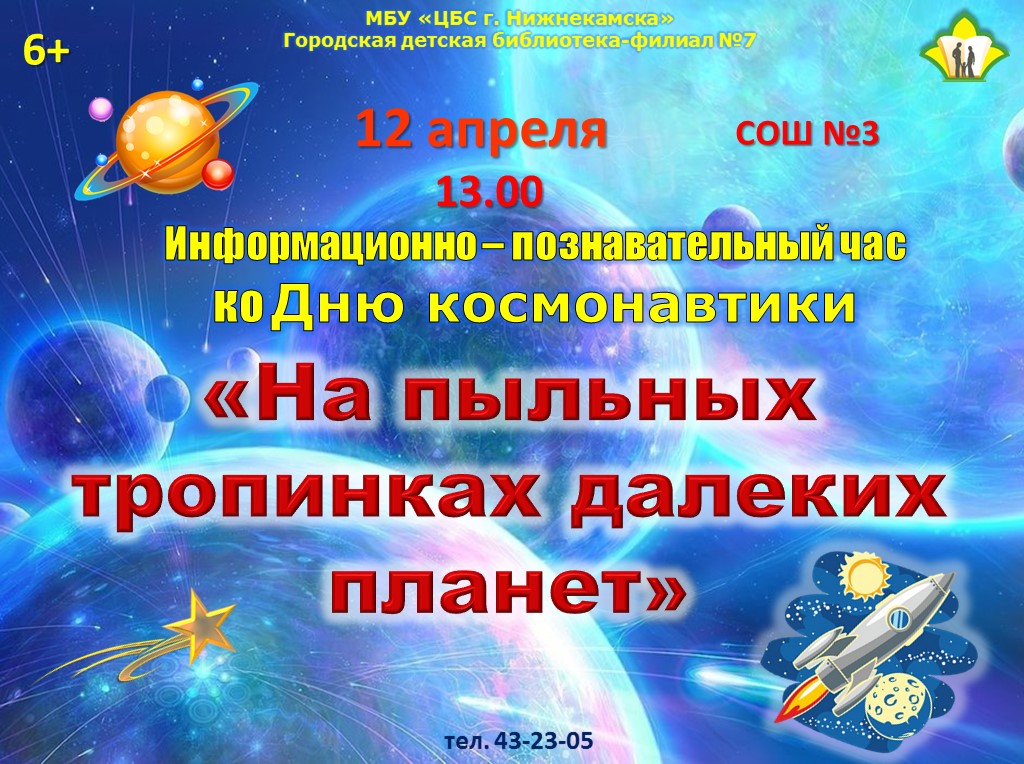 МБУ «ЦБС г. Нижнекамска»
Городская детская библиотека-филиал №7
6+
12 апреля
СОШ №3
13.00
Информационно – познавательный час
ко Дню космонавтики
«На пыльных
тропинках далеких
планет»
тел. 43-23-05